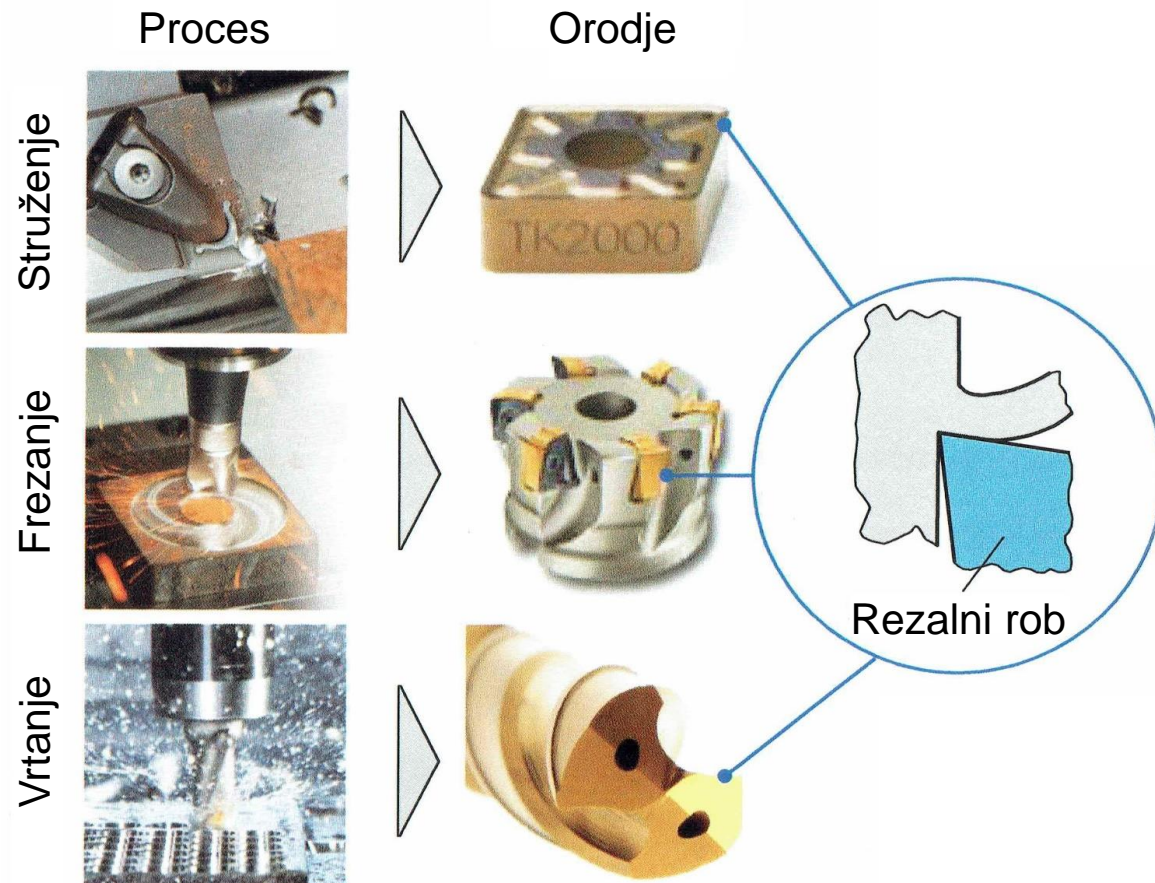 Proces
Orodje
Struženje
TK2000
Frezanje
Rezalni rob
Vrtanje